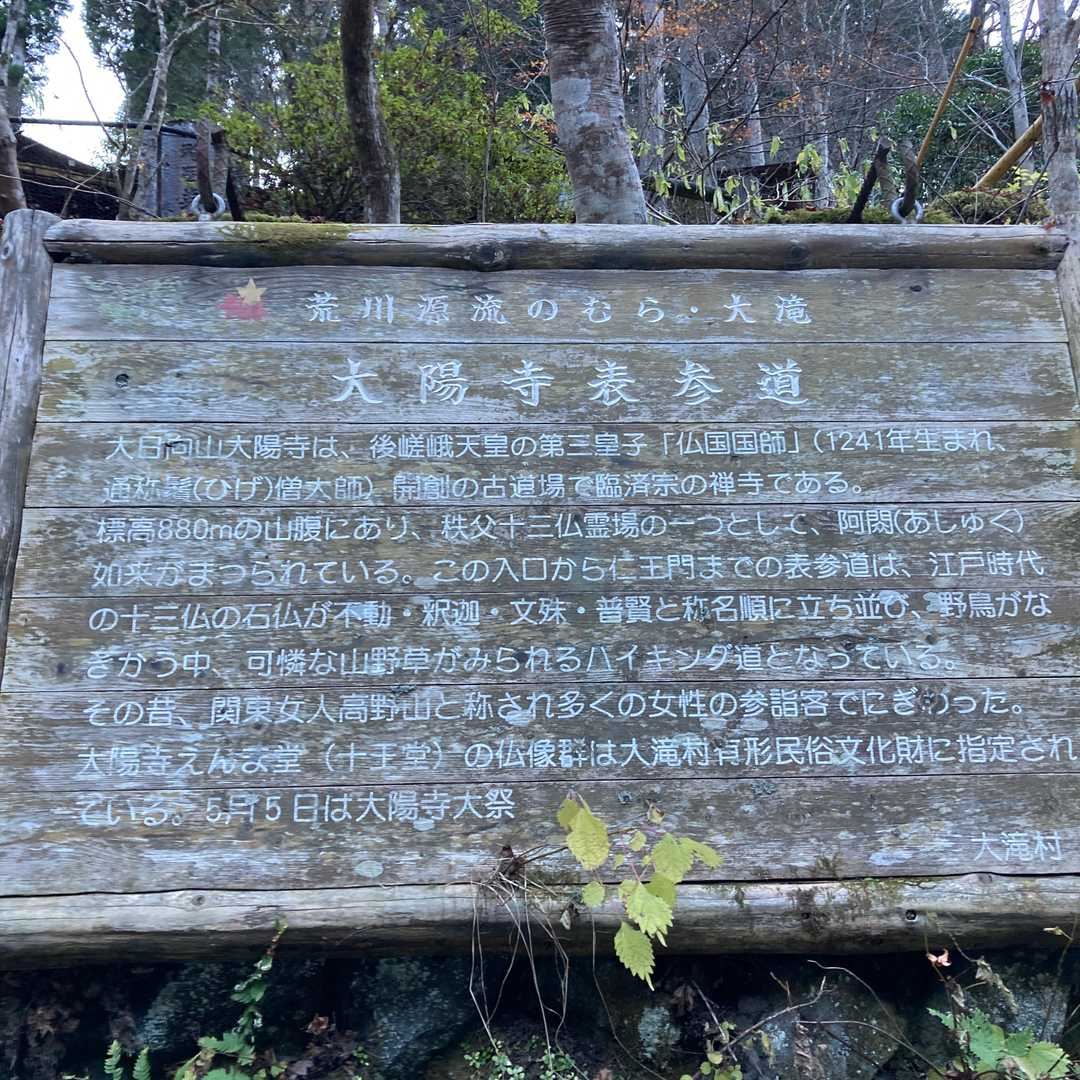 荒川源流のむら・大滝
大陽寺表参道
大日向山大陽寺は、後嵯峨天皇の第三皇子「仏国国師」(1241年生まれ、
通称鬚(ひげ)僧大師) 開創の古道場で臨済宗の禅寺である。
標高880mの山腹にあり、秩父十三仏霊場の一つとして、阿閦(あしゅく)
如来がまつられている。この入口から仁王門までの表参道は、江戸時代
の十三仏の石仏が不動・釈迦・文殊・普賢と称名順に立ち並び、野鳥がな
きかう中、可憐な山野草がみられるハイキング道となっている。
その昔、関東女人高野山と称され多くの女性の参詣客でにぎわった。
大陽寺えんま堂（十王堂）の仏像群は大滝村有形民俗文化財に指定され
ている。5月5日は大陽寺大祭
大滝村